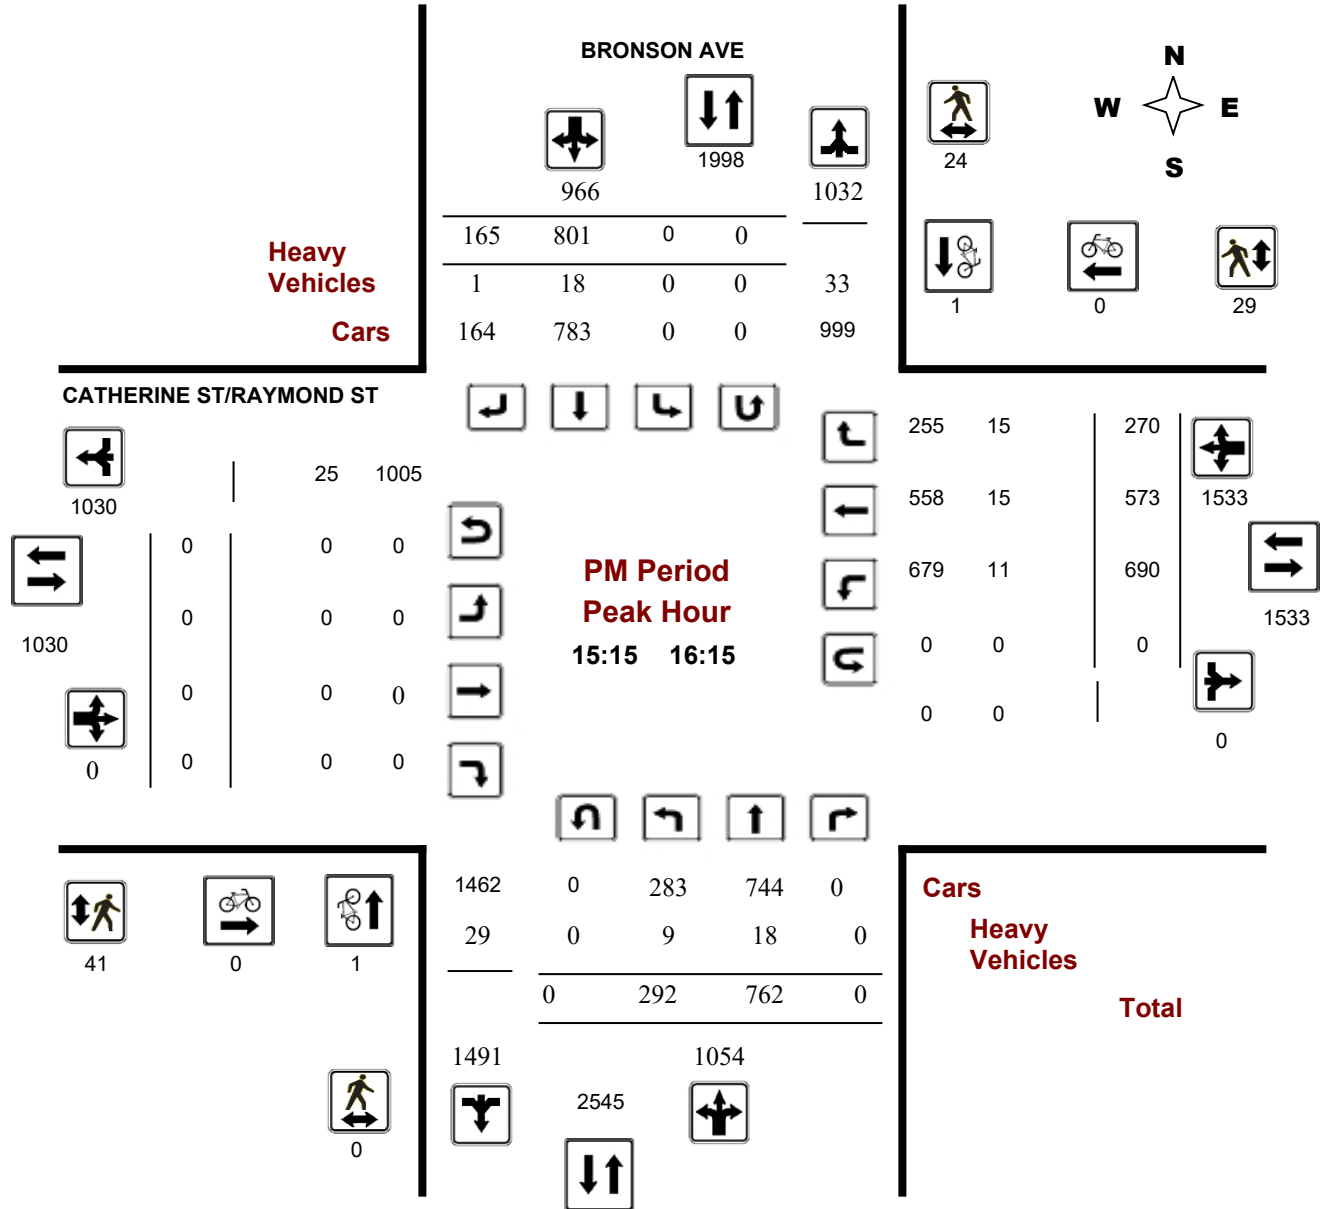 BRONSON AVE
N
W E
S
1998
24
966 1032
165 801 0 0
Heavy
Vehicles 1 18 0 0 33
Cars 164 783 0 0 999
1 0 29
CATHERINE ST/RAYMOND ST
255 15 270
25 1005
1030
558 15 573 1533
0 0 0
PM Period
679 11 690
Peak Hour
0 0 0
1533
1030
15:15 16:15
0 0 0
0 0 0
0 0
0
0 0 0 0
1462 0 283 744 0 Cars
29 0 9 18 0 Heavy
Vehicles
41 0 1
0 292 762 0 Total
1491 1054
2545
0